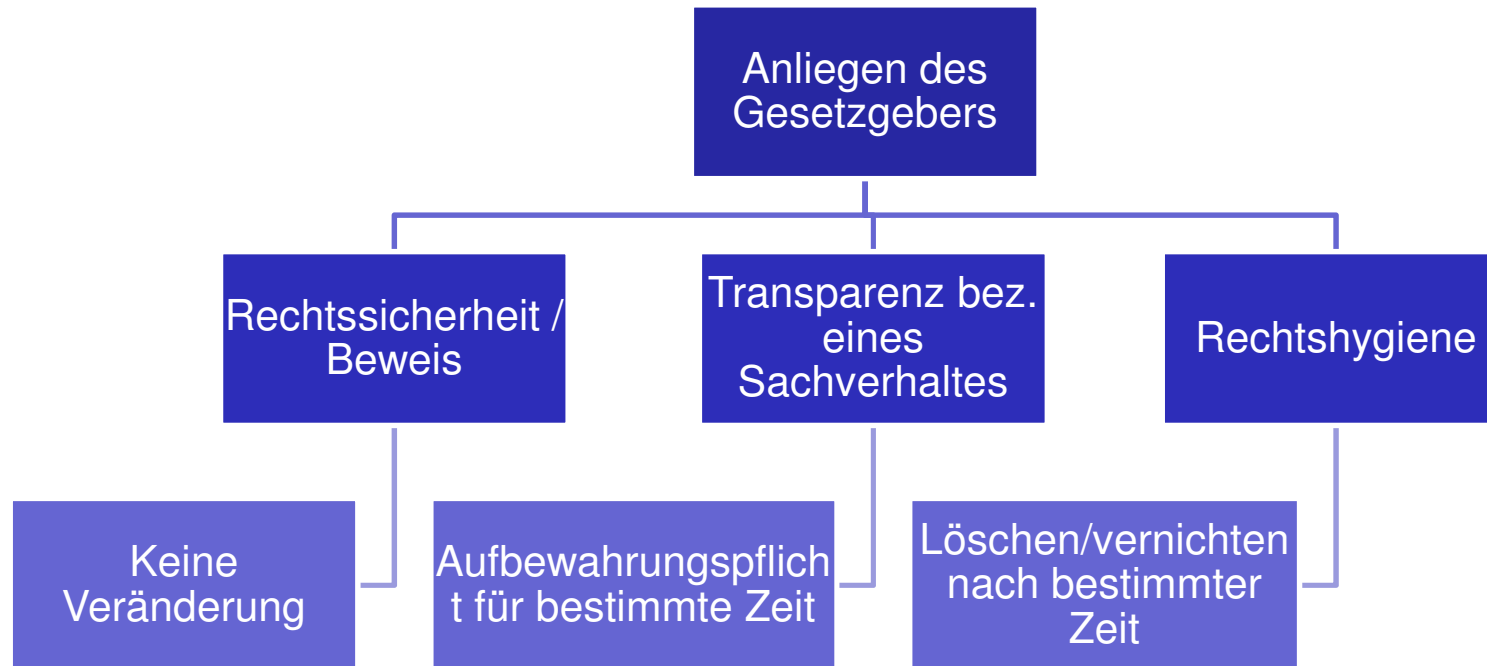 Anliegen des
Gesetzgebers
Rechtssicherheit /
Beweis
Transparenz bez.
eines
Sachverhaltes
Rechtshygiene
Keine
Veränderung
Aufbewahrungspflich
t für bestimmte Zeit
Löschen/vernichten
nach bestimmter
Zeit